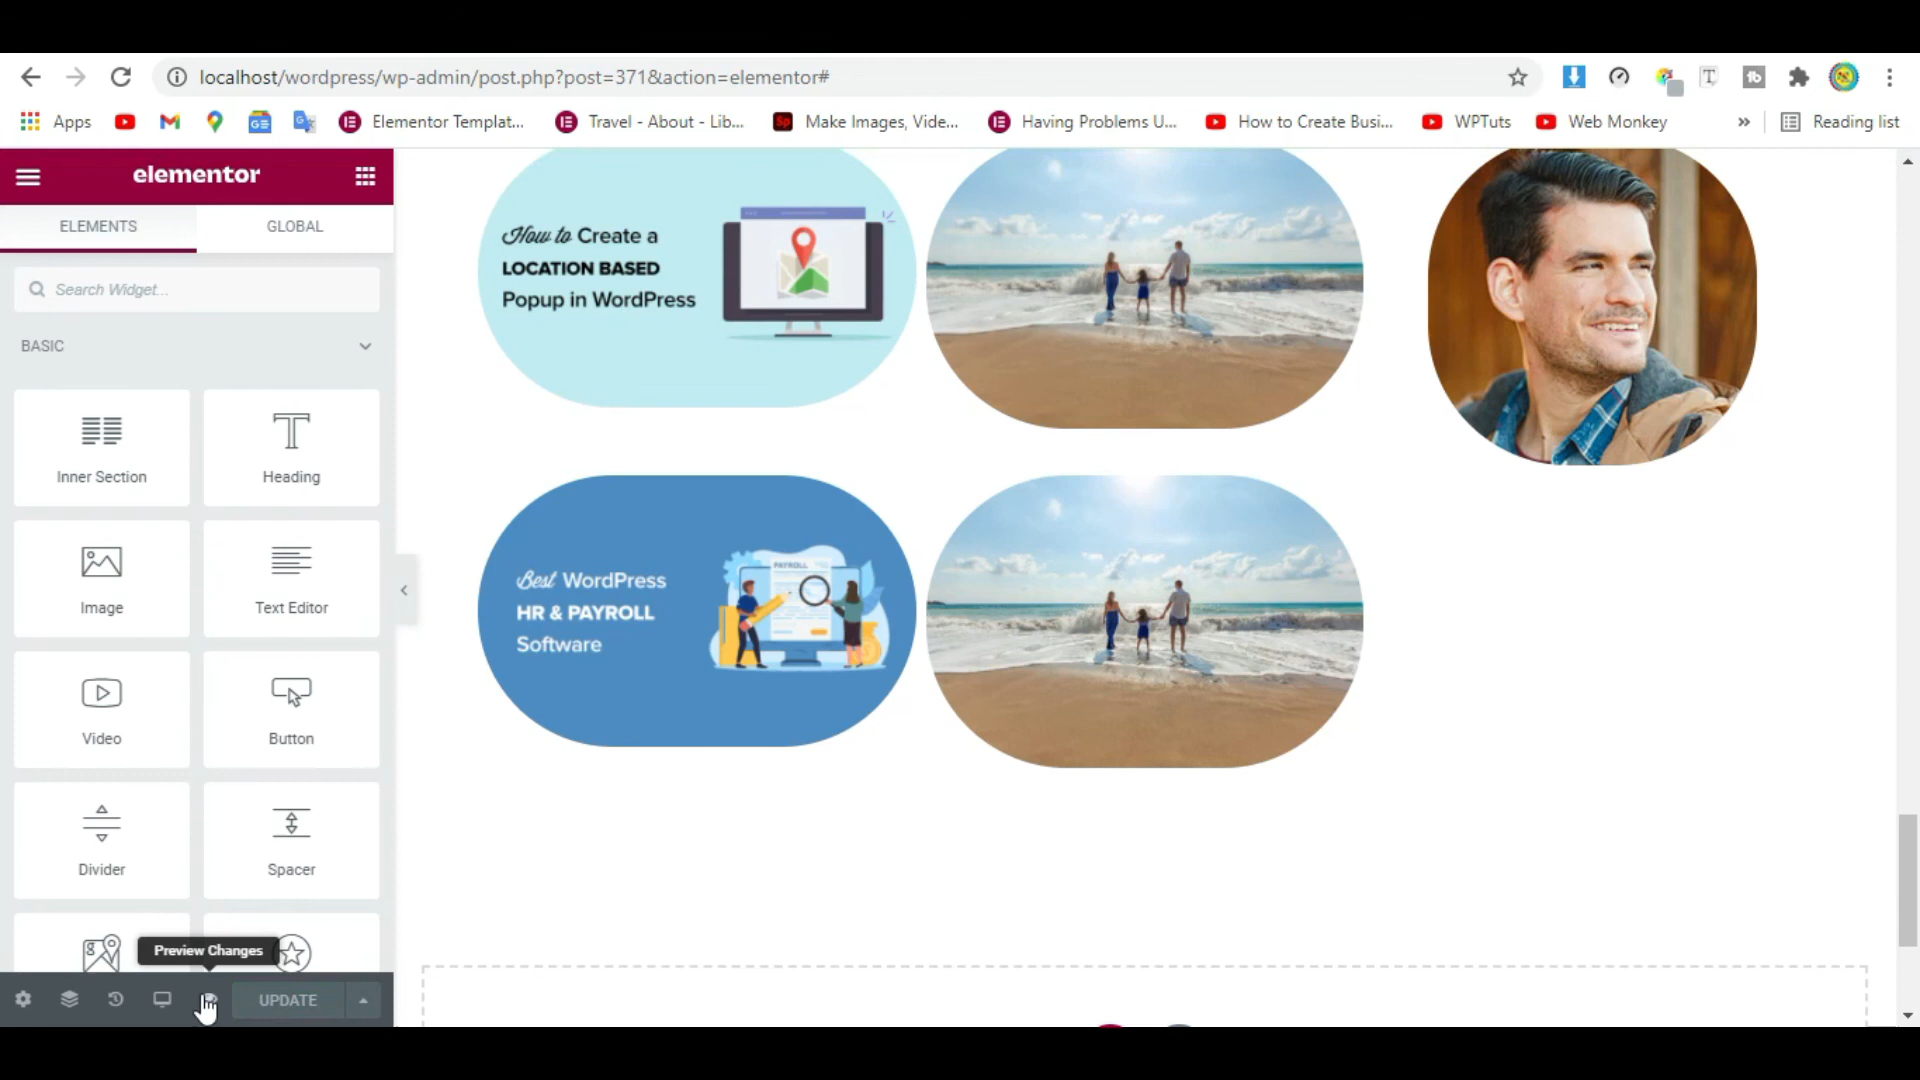 localhost/wordpress/wp-admin/post.php?post=371&action=elementor#
Apps
Elementor Templat...
Travel - About - Lib...
Make Images, Vide...
Having Problems U...
How to Create Busi...
WPTuts
Web Monkey
»
Reading list
elementor
ELEMENTS
GLOBAL
Search Widget...
BASIC
Inner Section
Heading
Image
Text Editor
Video
Button
Divider
Spacer
Preview Changes
UPDATE
How to Create a
LOCATION BASED
Popup in WordPress
Best WordPress
HR & PAYROLL
Software
PAYROLL